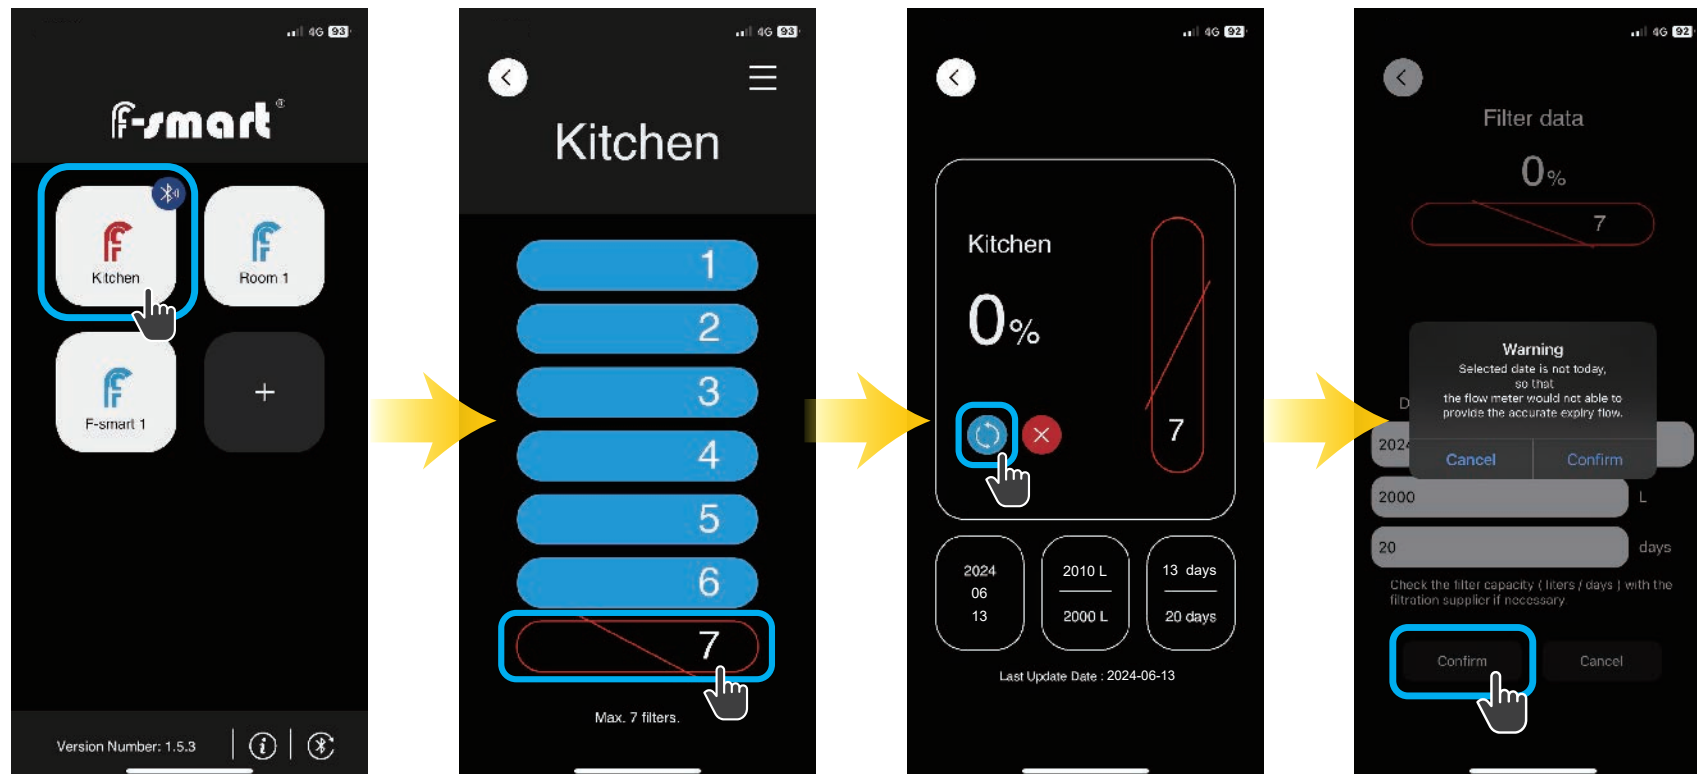 4G 93
f-smart®
Kitchen
Room 1
F-smart 1
+
Version Number: 1.5.3
4G 93
Kitchen
1
2
3
4
5
6
7
Max. 7 filters.
4G 92
Kitchen
0%
7
2024
06
13
2010 L
2000 L
13 days
20 days
Last Update Date : 2024-06-13
4G 92
Filter data
0%
7
Warning
Selected date is not today,
so that
the flow meter would not able to
provide the accurate expiry flow.
Cancel
Confirm
D
2024
2000
L
20
days
Check the filter capacity ( liters / days ) with the
filtration supplier if necessary
Confirm
Cancel